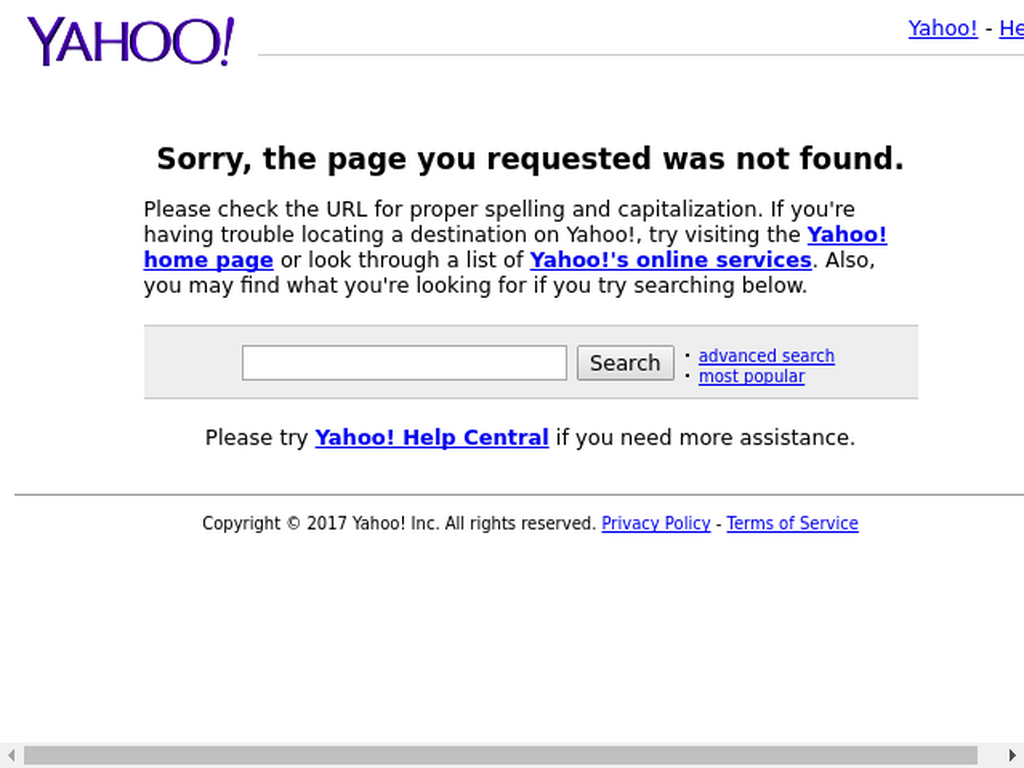 YAHOO!
Yahoo! - He
Sorry, the page you requested was not found.
Please check the URL for proper spelling and capitalization. If you're
having trouble locating a destination on Yahoo!, try visiting the Yahoo!
home page or look through a list of Yahoo!'s online services. Also,
you may find what you're looking for if you try searching below.
Search
• advanced search
• most popular
Please try Yahoo! Help Central if you need more assistance.
Copyright © 2017 Yahoo! Inc. All rights reserved. Privacy Policy - Terms of Service